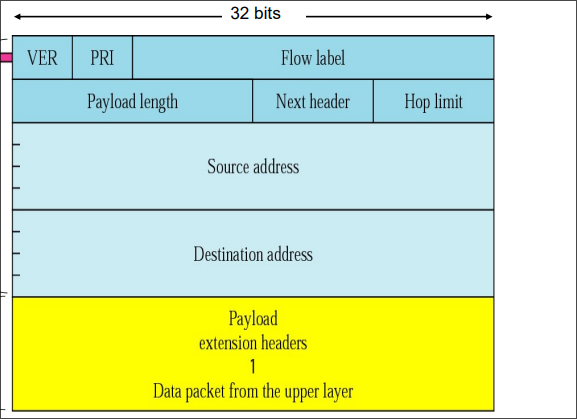 32 bits
VER PRI Flow label
Payload length Next header Hop limit
Source address
Destination address
Payload
extension headers
1
Data packet from the upper layer